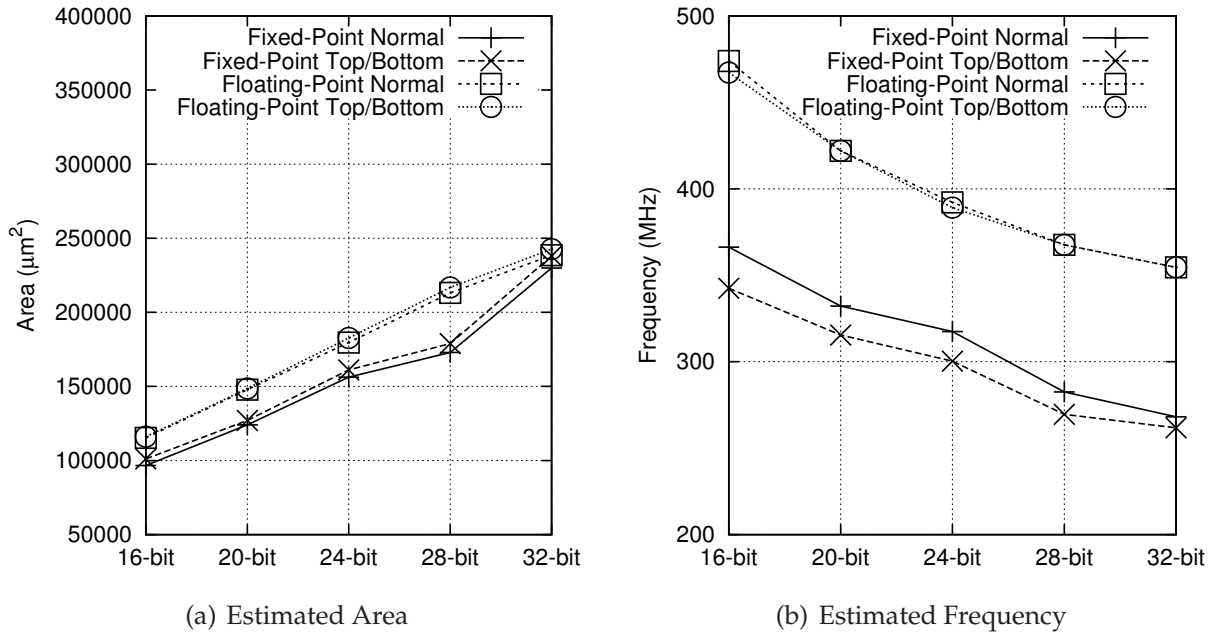 400000
350000
300000
250000
200000
150000
100000
50000
Area (μm²)
Fixed-Point Normal
Fixed-Point Top/Bottom
Floating-Point Normal
Floating-Point Top/Bottom
16-bit 20-bit 24-bit 28-bit 32-bit
(a) Estimated Area
500
400
300
200
Frequency (MHz)
Fixed-Point Normal
Fixed-Point Top/Bottom
Floating-Point Normal
Floating-Point Top/Bottom
16-bit 20-bit 24-bit 28-bit 32-bit
(b) Estimated Frequency